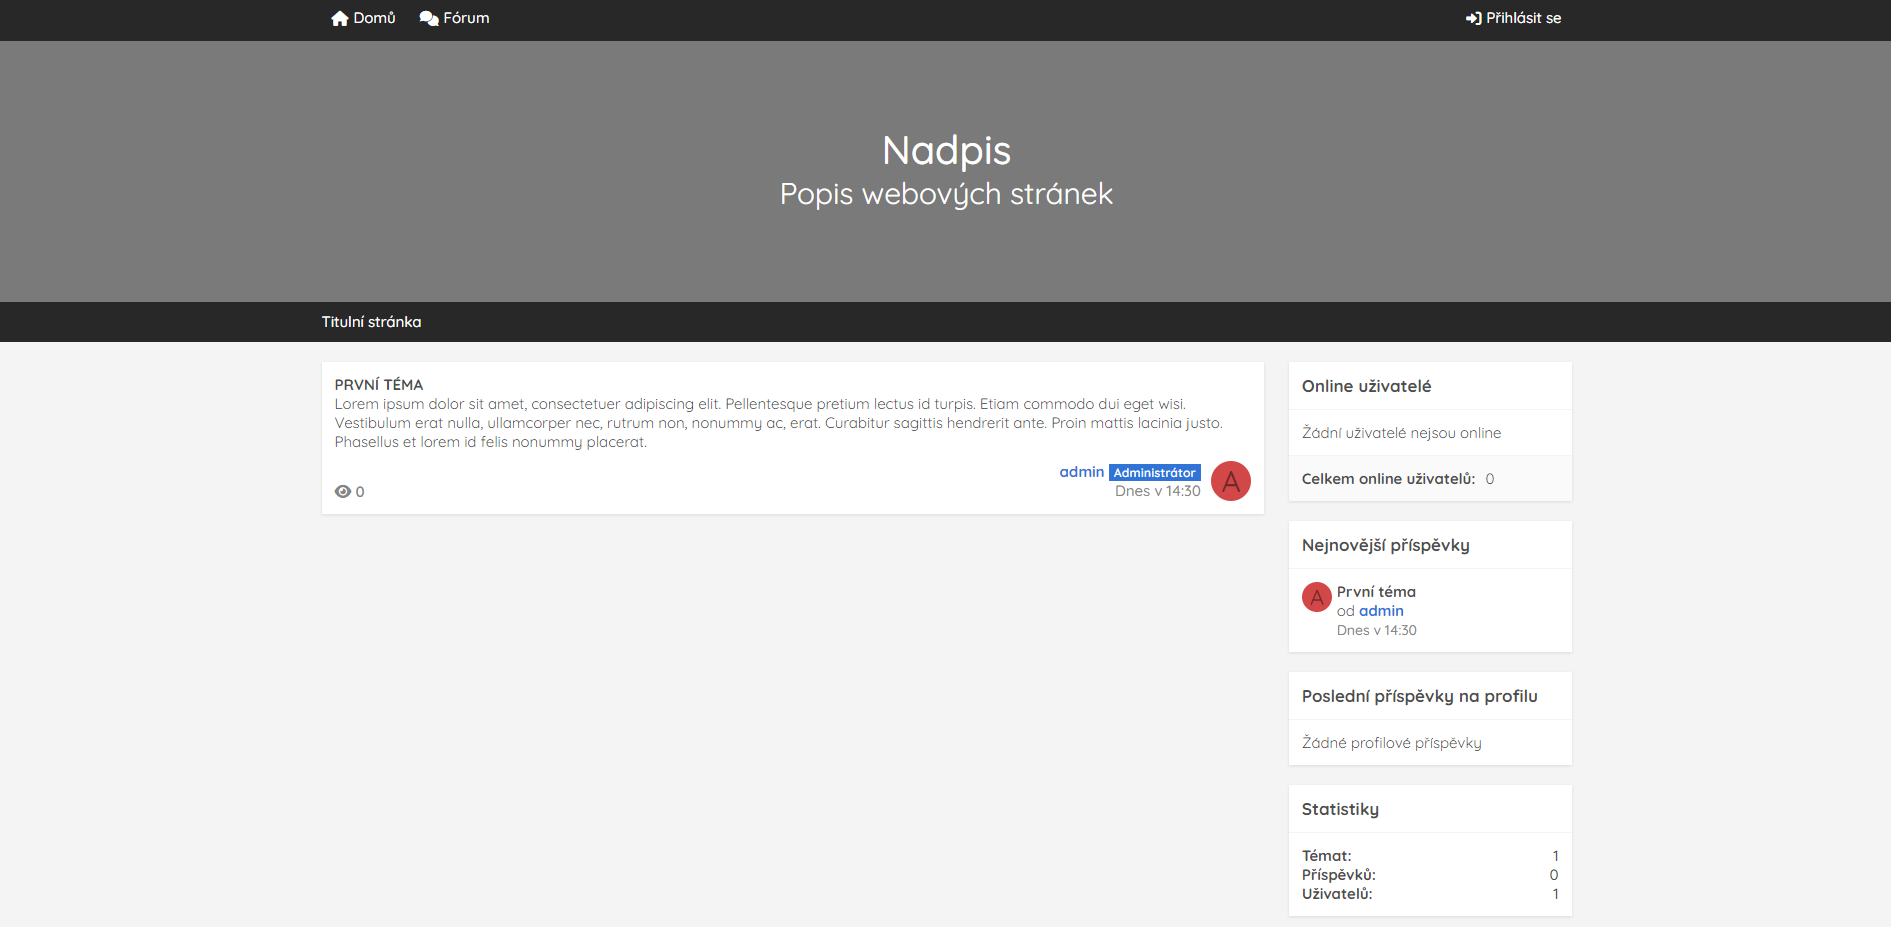 Domů Fórum Přihlásit se
Nadpis
Popis webových stránek
Titulní stránka
PRVNÍ TÉMA
Lorem ipsum dolor sit amet, consectetuer adipiscing elit. Pellentesque pretium lectus id turpis. Etiam commodo dui eget wisi.
Vestibulum erat nulla, ullamcorper nec, rutrum non, nonummy ac, erat. Curabitur sagittis hendrerit ante. Proin mattis lacinia justo.
Phasellus et lorem id felis nonummy placerat.
admin Administrátor
Dnes v 14:30
A
0
Online uživatelé
Žádní uživatelé nejsou online
Celkem online uživatelů: 0
Nejnovější příspěvky
A
První téma
od admin
Dnes v 14:30
Poslední příspěvky na profilu
Žádné profilové příspěvky
Statistiky
Témat: 1
Příspěvků: 0
Uživatelů: 1